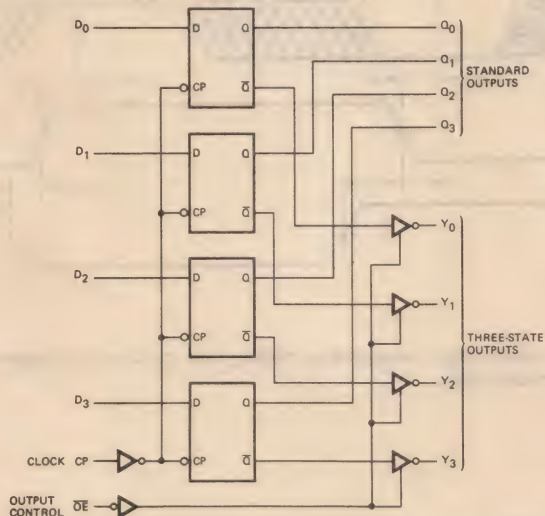 D0
D
Q
Q0
CP
Q̅
Q1
STANDARD
OUTPUTS
Q2
Q3
D1
D
Q
CP
Q̅
Y0
D2
D
Q
CP
Q̅
Y1
THREE-STATE
OUTPUTS
Y2
D3
D
Q
CLOCK CP
CP
Q̅
Y3
OUTPUT
CONTROL
O̅E̅